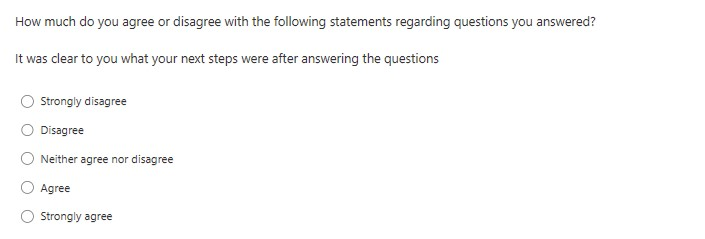 How much do you agree or disagree with the following statements regarding questions you answered?
It was clear to you what your next steps were after answering the questions
Strongly disagree
Disagree
Neither agree nor disagree
Agree
Strongly agree